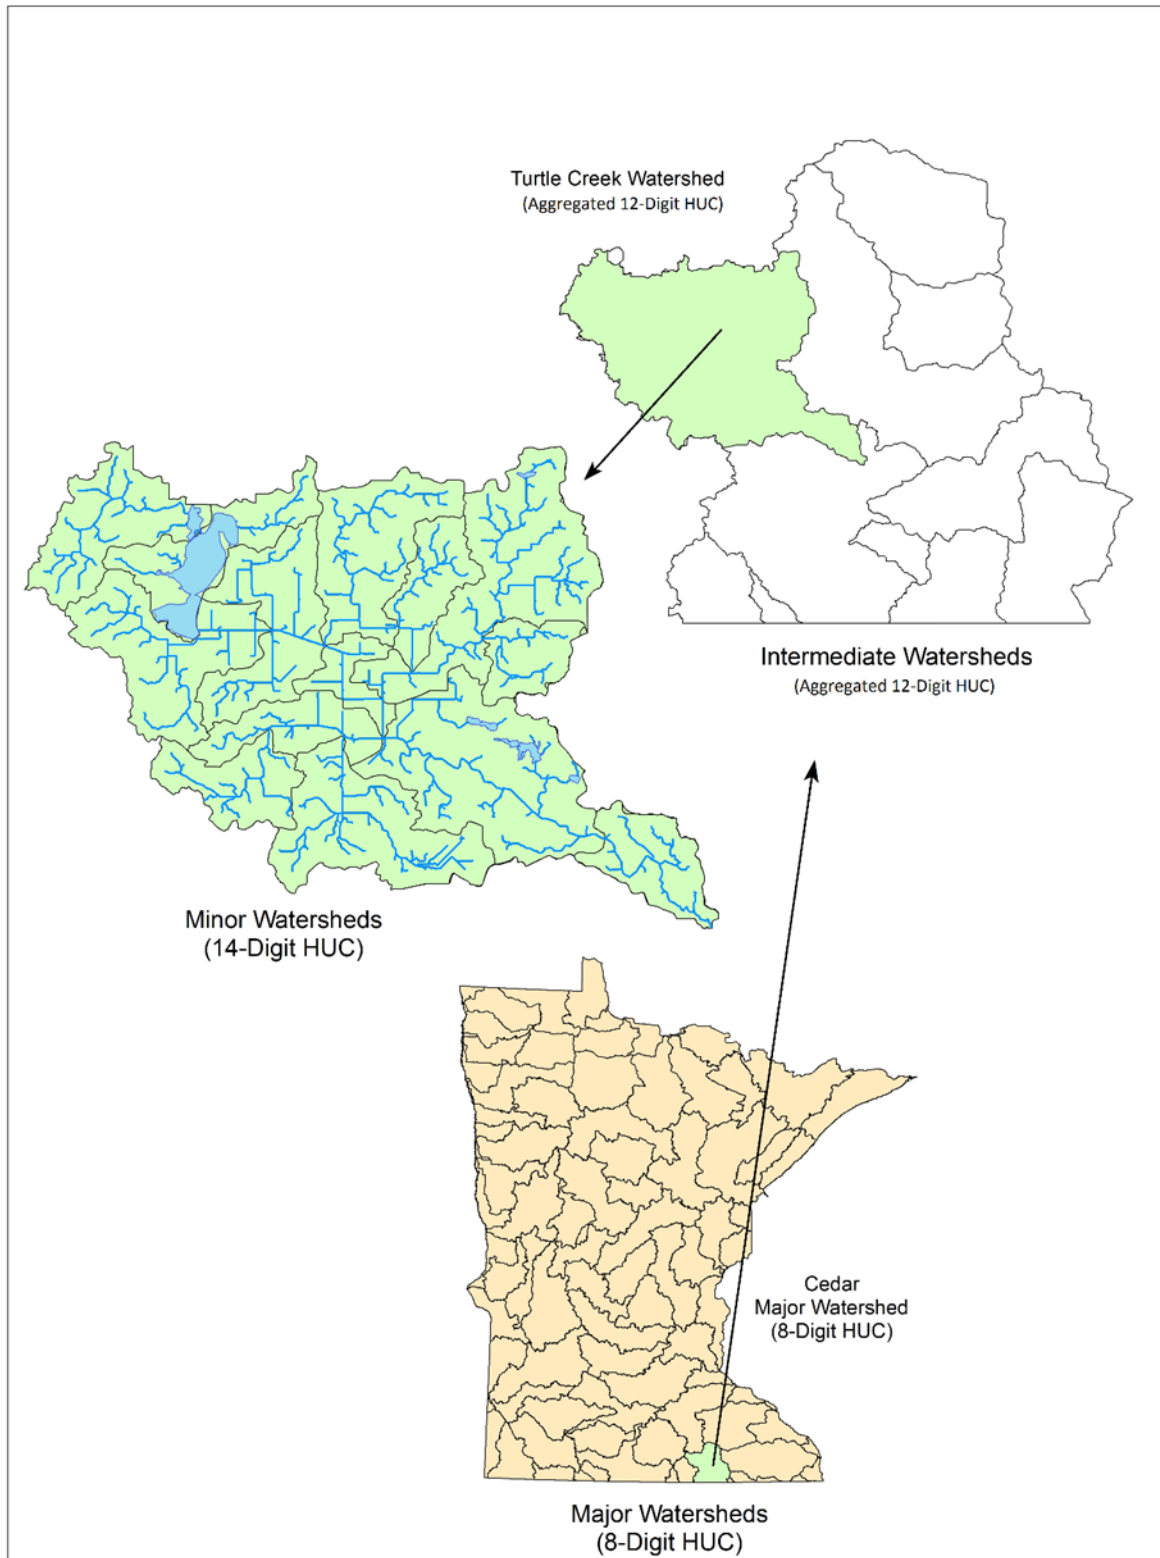 Turtle Creek Watershed
(Aggregated 12-Digit HUC)
Intermediate Watersheds
(Aggregated 12-Digit HUC)
Minor Watersheds
(14-Digit HUC)
Cedar
Major Watershed
(8-Digit HUC)
Major Watersheds
(8-Digit HUC)